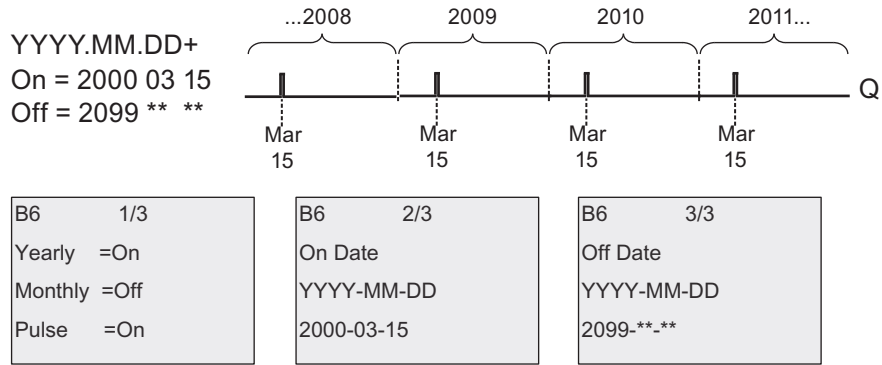 ...2008 2009 2010 2011...
YYYY.MM.DD+
On = 2000 03 15
Off = 2099 ** **
Q
Mar Mar Mar Mar
15 15 15 15
B6 1/3
Yearly =On
Monthly =Off
Pulse =On
B6 2/3
On Date
YYYY-MM-DD
2000-03-15
B6 3/3
Off Date
YYYY-MM-DD
2099-**-**